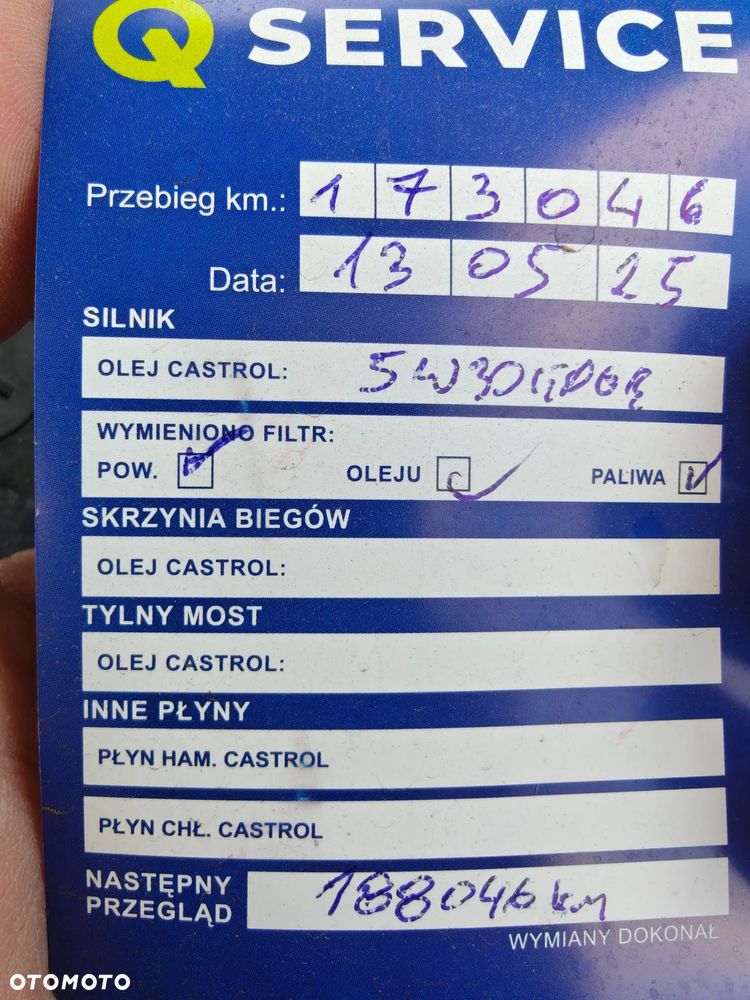 Q SERVICE
Przebieg km.: 173046
Data: 13 05 25
SILNIK
OLEJ CASTROL: 5W30
WYMIENIONO FILTR:
POW. OLEJU PALIWA
SKRZYNIA BIEGÓW
OLEJ CASTROL:
TYLNY MOST
OLEJ CASTROL:
INNE PŁYNY
PŁYN HAM. CASTROL
PŁYN CHŁ. CASTROL
NASTĘPNY
PRZEGLĄD 188046 km
WYMIANY DOKONAŁ
OTOMOTO